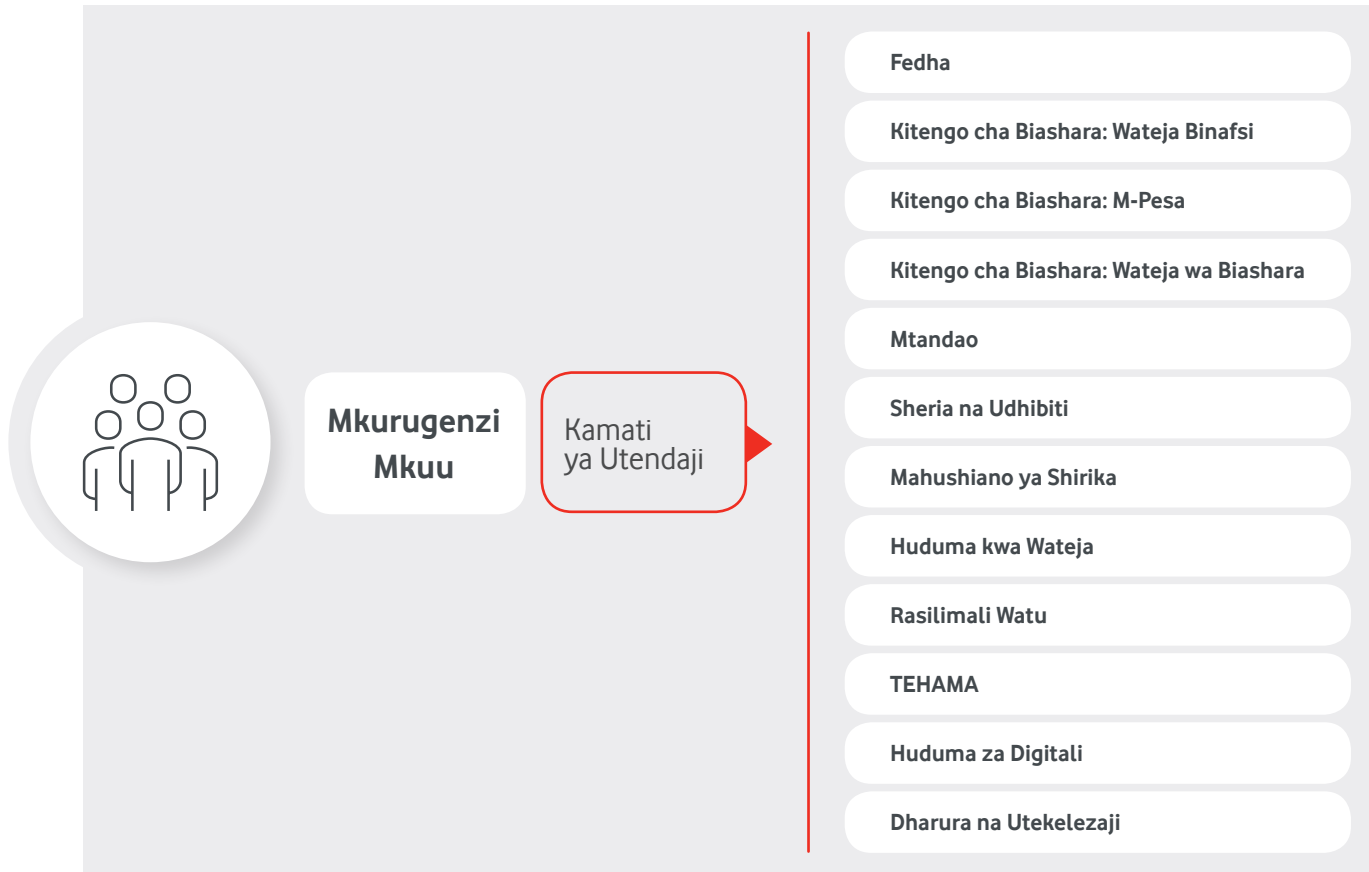 Mkurugenzi
Mkuu
Kamati
ya Utendaji
Fedha
Kitengo cha Biashara: Wateja Binafsi
Kitengo cha Biashara: M-Pesa
Kitengo cha Biashara: Wateja wa Biashara
Mtandao
Sheria na Udhibiti
Mahushiano ya Shirika
Huduma kwa Wateja
Rasilimali Watu
TEHAMA
Huduma za Digitali
Dharura na Utekelezaji